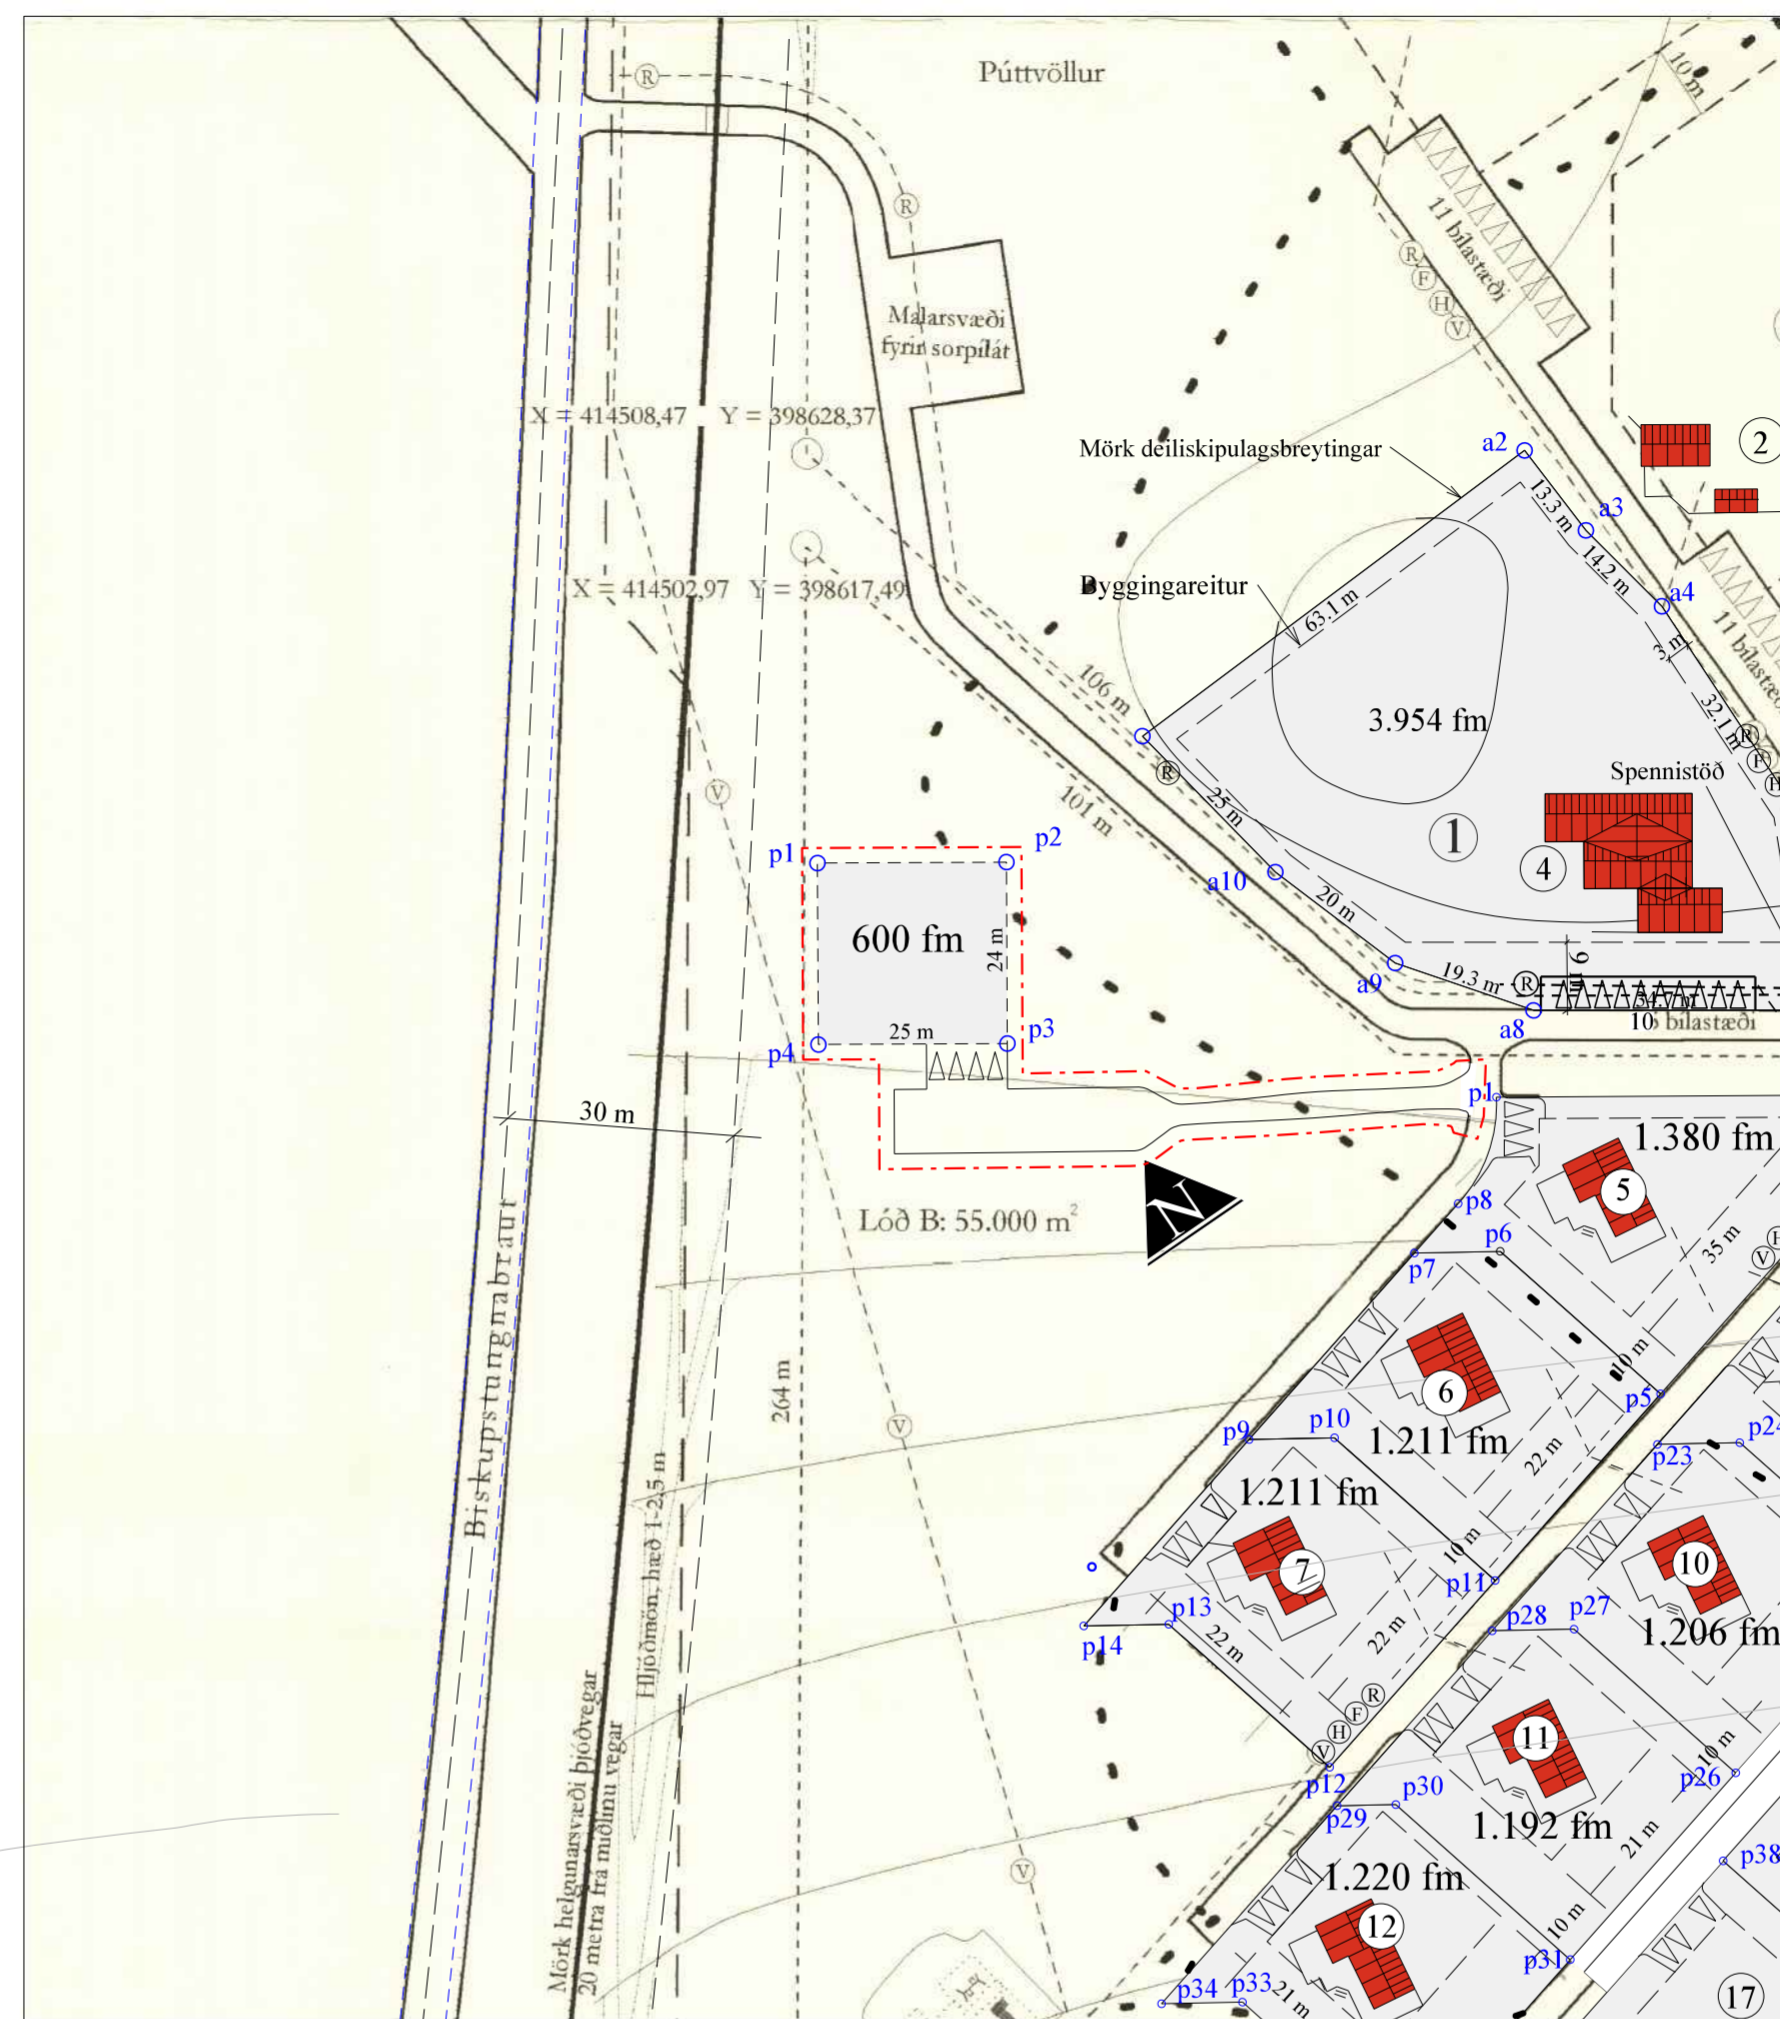 Púttvöllur
R
10 m
R
11 bílastæði
R
F
H
V
Malarsvæði
fyrir sorpílát
X = 414508,47 Y = 398628,37
Mörk deiliskipulagsbreytingar
a2
2
13.3 m
a3
14.2 m
X = 414502,97 Y = 398617,49
Byggingareitur
63.1 m
a4
3 m
11 bílastæði
106 m
32.1 m
3.954 fm
R
F
H
R
Spennistöð
V
101 m
25 m
1
4
p1
p2
a10
20 m
600 fm
24 m
a9
19.3 m
R
9 m
34.7 m
a8
10 bílastæði
25 m
p3
p4
30 m
p1
1.380 fm
N
5
p8
Lóð B: 55.000 m²
p6
p7
35 m
H
V
Biskupstungnabraut
264 m
6
10 m
p5
V
p9
p10
1.211 fm
22 m
p23
p24
1.211 fm
Hljóðmön, hæð 1-2,5 m
7
10 m
10
p11
p13
p14
22 m
22 m
p28
p27
1.206 fm
Mörk helgunarsvæði þjóðvegar
20 metra frá miðlínu vegar
R
F
H
V
11
10 m
p12
p26
p29
p30
1.192 fm
21 m
V
p38
1.220 fm
12
10 m
p31
p34
p33
21 m
17